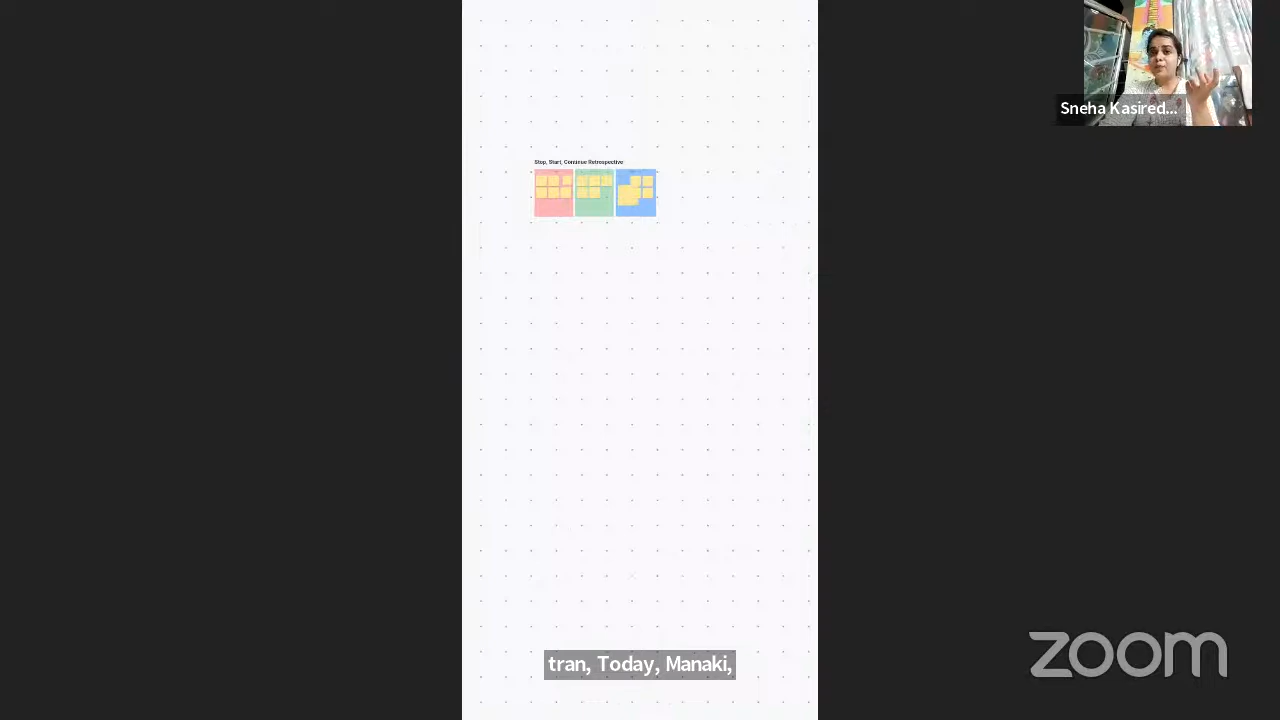 Sneha Kasired...
Stop, Start, Continue Retrospective
tran, Today, Manaki,
zoom